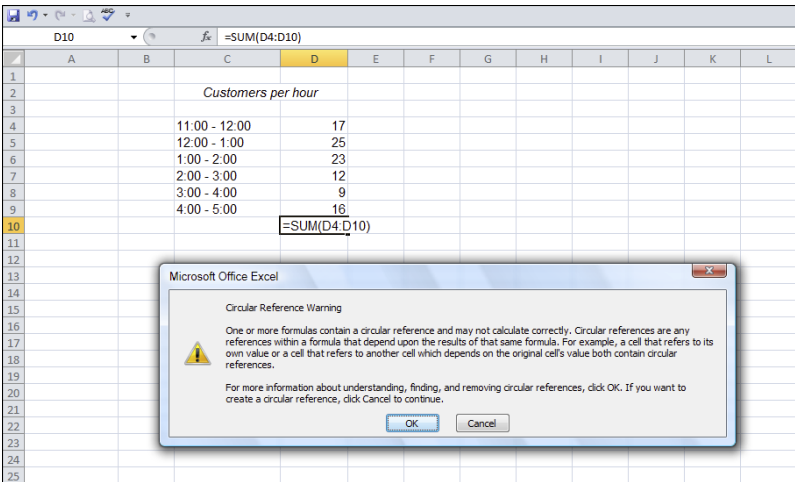 ABC
D10 fx =SUM(D4:D10)
A B C D E F G H I J K L
1
2 Customers per hour
3
4 11:00 - 12:00 17
5 12:00 - 1:00 25
6 1:00 - 2:00 23
7 2:00 - 3:00 12
8 3:00 - 4:00 9
9 4:00 - 5:00 16
10 =SUM(D4:D10)
11
12
13 Microsoft Office Excel
14
15 Circular Reference Warning
16 One or more formulas contain a circular reference and may not calculate correctly. Circular references are any
17 references within a formula that depend upon the results of that same formula. For example, a cell that refers to its
18 own value or a cell that refers to another cell which depends on the original cell's value both contain circular
19 references.
20 For more information about understanding, finding, and removing circular references, click OK. If you want to
21 create a circular reference, click Cancel to continue.
22 OK Cancel
23
24
25